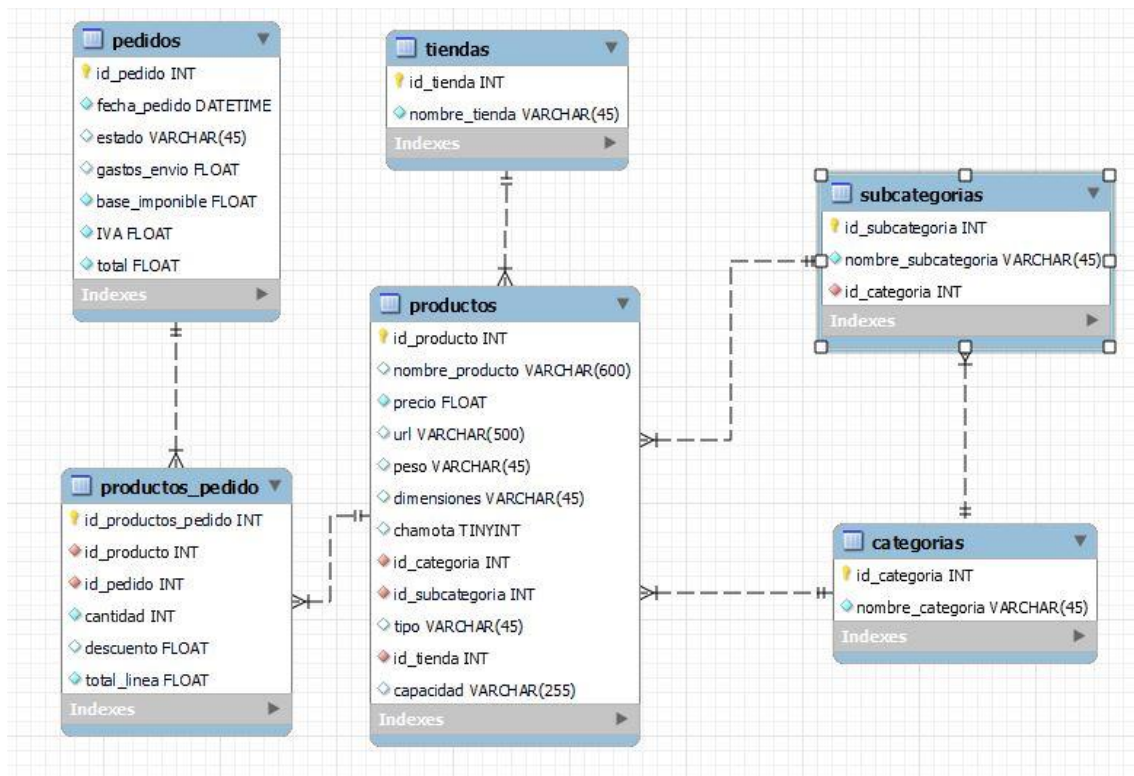 pedidos
id_pedido INT
fecha_pedido DATETIME
estado VARCHAR(45)
gastos_envio FLOAT
base_imponible FLOAT
IVA FLOAT
total FLOAT
Indexes
tiendas
id_tienda INT
nombre_tienda VARCHAR(45)
Indexes
subcategorias
id_subcategoria INT
nombre_subcategoria VARCHAR(45)
id_categoria INT
Indexes
productos
id_producto INT
nombre_producto VARCHAR(600)
precio FLOAT
url VARCHAR(500)
peso VARCHAR(45)
dimensiones VARCHAR(45)
chamota TINYINT
id_categoria INT
id_subcategoria INT
tipo VARCHAR(45)
id_tienda INT
capacidad VARCHAR(255)
Indexes
productos_pedido
id_productos_pedido INT
id_producto INT
id_pedido INT
cantidad INT
descuento FLOAT
total_linea FLOAT
Indexes
categorias
id_categoria INT
nombre_categoria VARCHAR(45)
Indexes